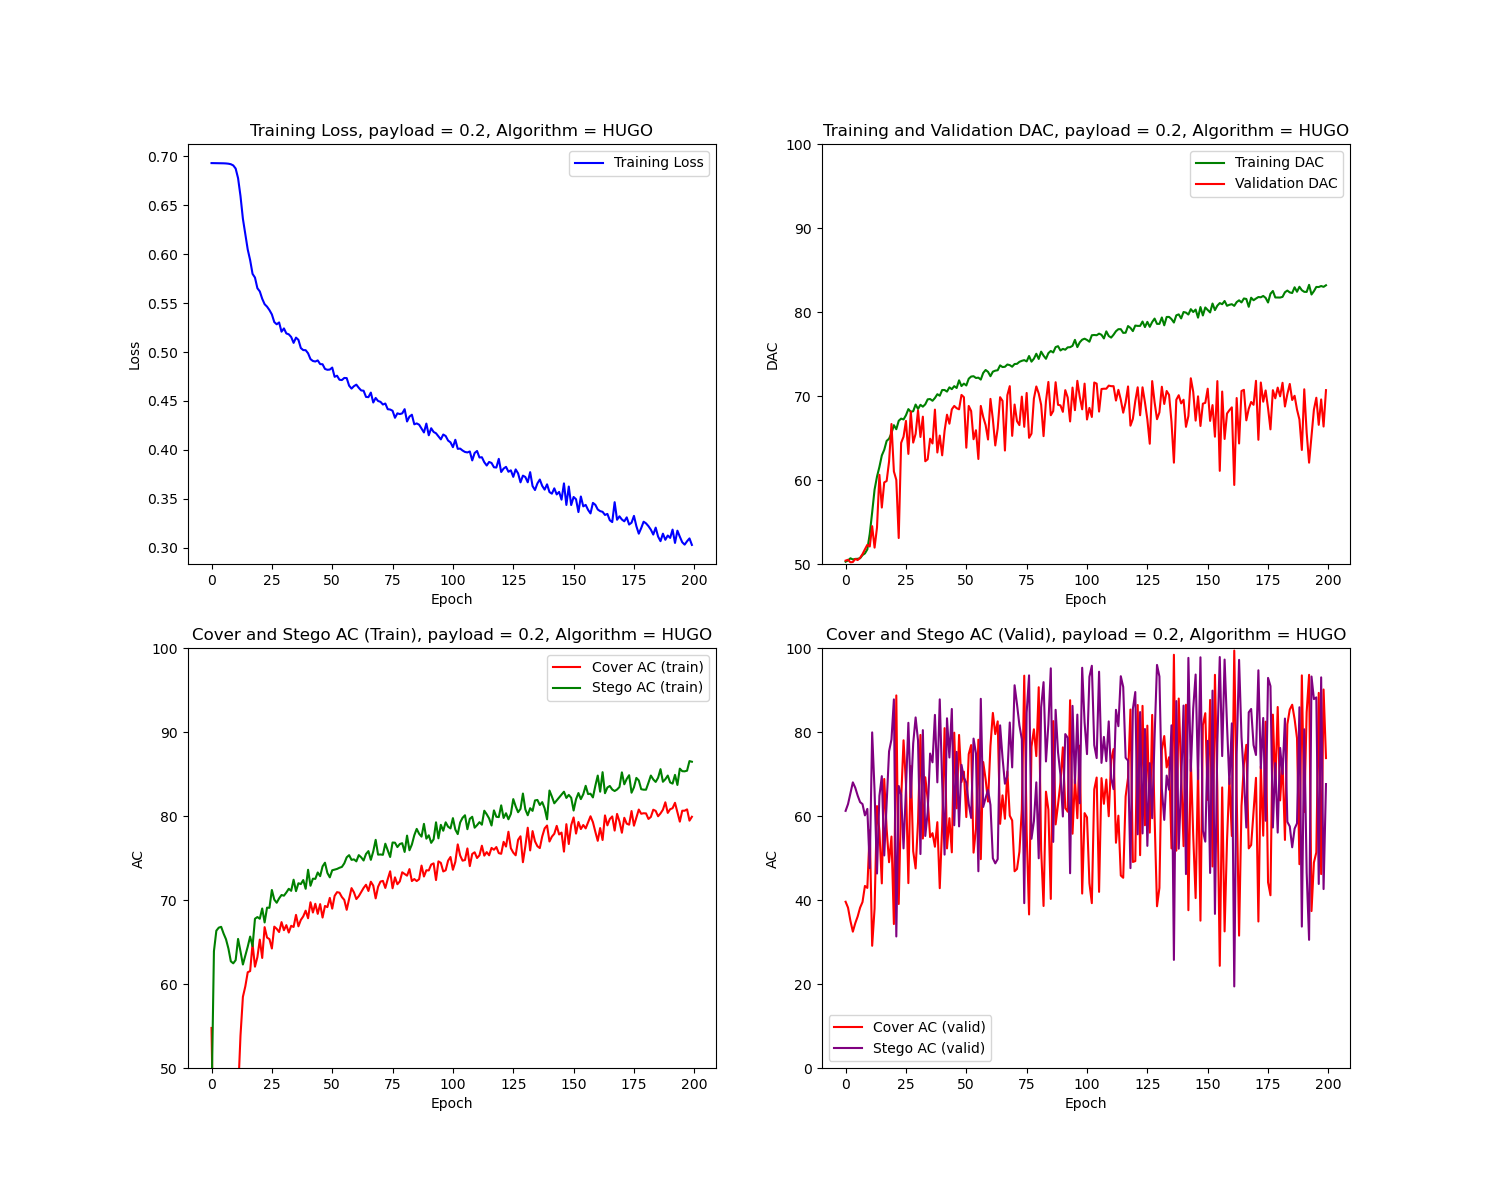 Training Loss, payload = 0.2, Algorithm = HUGO
Training Loss
0.70
0.65
0.60
0.55
0.50
0.45
0.40
0.35
0.30
Loss
0 25 50 75 100 125 150 175 200
Epoch
Training and Validation DAC, payload = 0.2, Algorithm = HUGO
Training DAC
Validation DAC
100
90
80
70
60
50
DAC
0 25 50 75 100 125 150 175 200
Epoch
Cover and Stego AC (Train), payload = 0.2, Algorithm = HUGO
Cover AC (train)
Stego AC (train)
100
90
80
70
60
50
AC
0 25 50 75 100 125 150 175 200
Epoch
Cover and Stego AC (Valid), payload = 0.2, Algorithm = HUGO
100
80
60
40
20
0
AC
Cover AC (valid)
Stego AC (valid)
0 25 50 75 100 125 150 175 200
Epoch